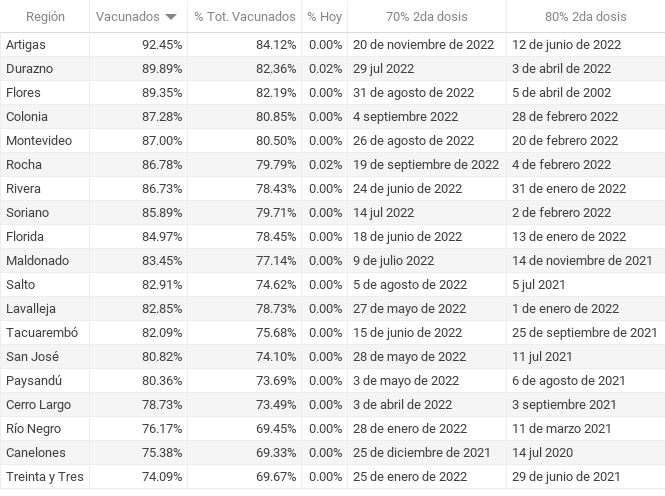 Región Vacunados % Tot. Vacunados % Hoy 70% 2da dosis 80% 2da dosis
Artigas 92.45% 84.12% 0.00% 20 de noviembre de 2022 12 de junio de 2022
Durazno 89.89% 82.36% 0.02% 29 jul 2022 3 de abril de 2022
Flores 89.35% 82.19% 0.00% 31 de agosto de 2022 5 de abril de 2002
Colonia 87.28% 80.85% 0.00% 4 septiembre 2022 28 de febrero 2022
Montevideo 87.00% 80.50% 0.00% 26 de agosto de 2022 20 de febrero 2022
Rocha 86.78% 79.79% 0.02% 19 de septiembre de 2022 4 de febrero 2022
Rivera 86.73% 78.43% 0.00% 24 de junio de 2022 31 de enero de 2022
Soriano 85.89% 79.71% 0.00% 14 jul 2022 2 de febrero 2022
Florida 84.97% 78.45% 0.00% 18 de junio de 2022 13 de enero de 2022
Maldonado 83.45% 77.14% 0.00% 9 de julio 2022 14 de noviembre de 2021
Salto 82.91% 74.62% 0.00% 5 de agosto de 2022 5 jul 2021
Lavalleja 82.85% 78.73% 0.00% 27 de mayo de 2022 1 de enero de 2022
Tacuarembó 82.09% 75.68% 0.00% 15 de junio de 2022 25 de septiembre de 2021
San José 80.82% 74.10% 0.00% 28 de mayo de 2022 11 jul 2021
Paysandú 80.36% 73.69% 0.00% 3 de mayo de 2022 6 de agosto de 2021
Cerro Largo 78.73% 73.49% 0.00% 3 de abril de 2022 3 septiembre 2021
Río Negro 76.17% 69.45% 0.00% 28 de enero de 2022 11 de marzo 2021
Canelones 75.38% 69.33% 0.00% 25 de diciembre de 2021 14 jul 2020
Treinta y Tres 74.09% 69.67% 0.00% 25 de enero de 2022 29 de junio de 2021